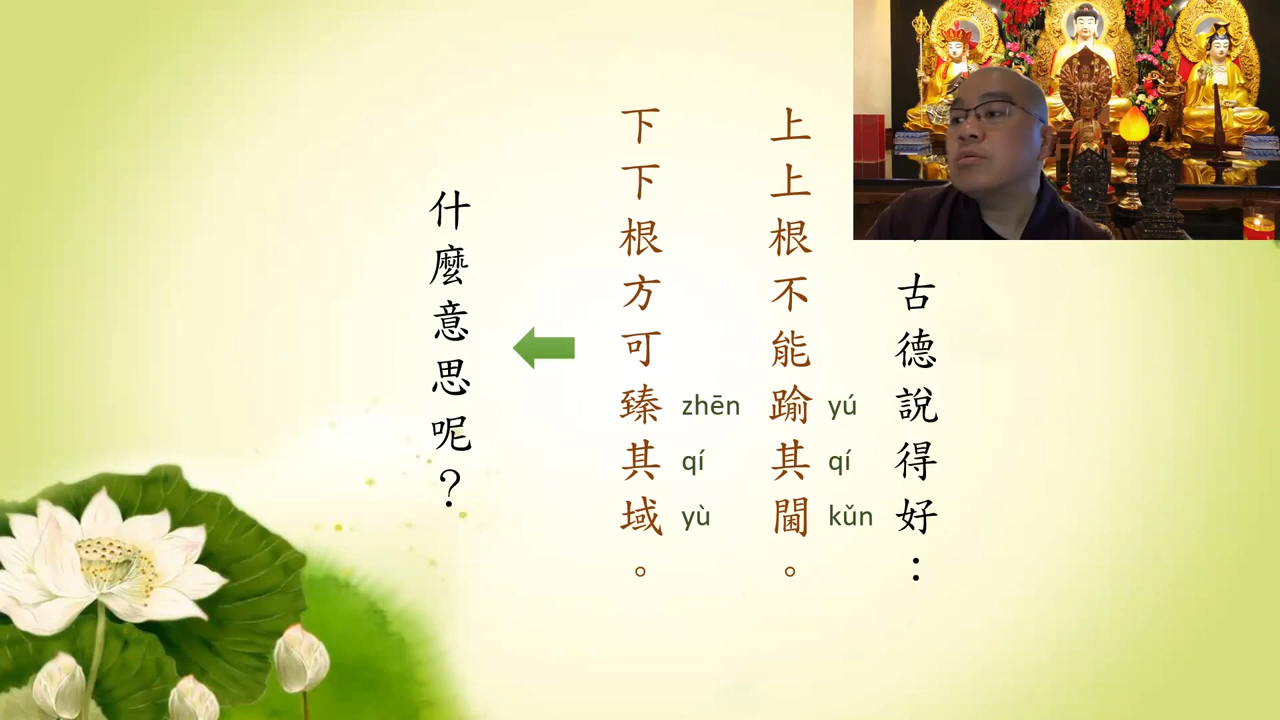 古德說得好：
上上根不能踰其閫。
yú
qí
kǔn
下下根方可臻其域。
zhēn
qí
yù
什麼意思呢？